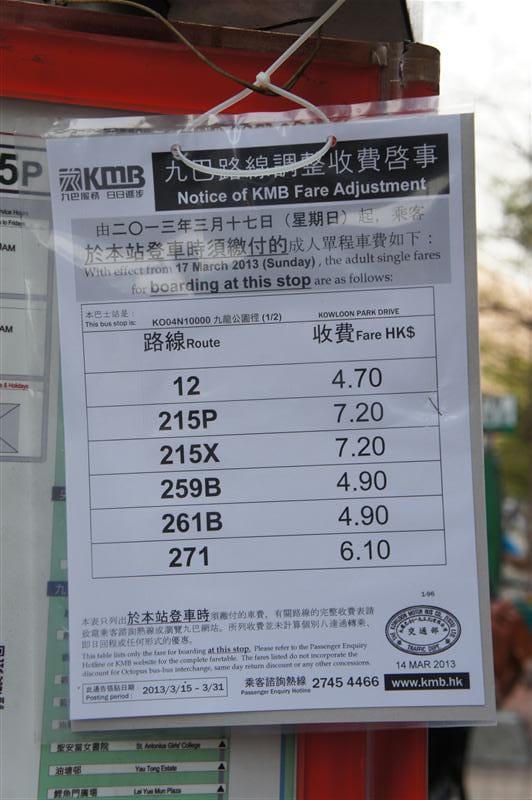 5P
KMB
九巴服務 日日進步
九巴路線調整收費啓事
Notice of KMB Fare Adjustment
由二〇一三年三月十七日（星期日）起，乘客
於本站登車時須繳付的成人單程車費如下：
With effect from 17 March 2013 (Sunday), the adult single fares
for boarding at this stop are as follows:
本巴士站是： KOWLOON PARK DRIVE
This bus stop is: KO04N10000 九龍公園徑 (1/2)
路線Route 收費Fare HK$
12 4.70
215P 7.20
215X 7.20
259B 4.90
261B 4.90
271 6.10
196
本表只列出於本站登車時須繳付的車費，有關路線的完整收費表請
致電乘客諮詢熱線或瀏覽九巴網站。所列收費並未計算個別八達通轉乘、
即日回程或任何形式的優惠。
This table lists only the fare for boarding at this stop. Please refer to the Passenger Enquiry
Hotline or KMB website for the complete faretable. The fares listed do not incorporate the
discount for Octopus bus-bus interchange, same day return discount or any other concessions.
交通部
TRAFFIC DEPT
14 MAR 2013
此通告張貼日期：
Posting period: 2013/3/15 – 3/31
乘客諮詢熱線
Passenger Enquiry Hotline 2745 4466
www.kmb.hk
聖安當女書院 St. Antonius Girls' College
油塘邨 Yau Tong Estate
鯉魚門廣場 Lei Yue Mun Plaza